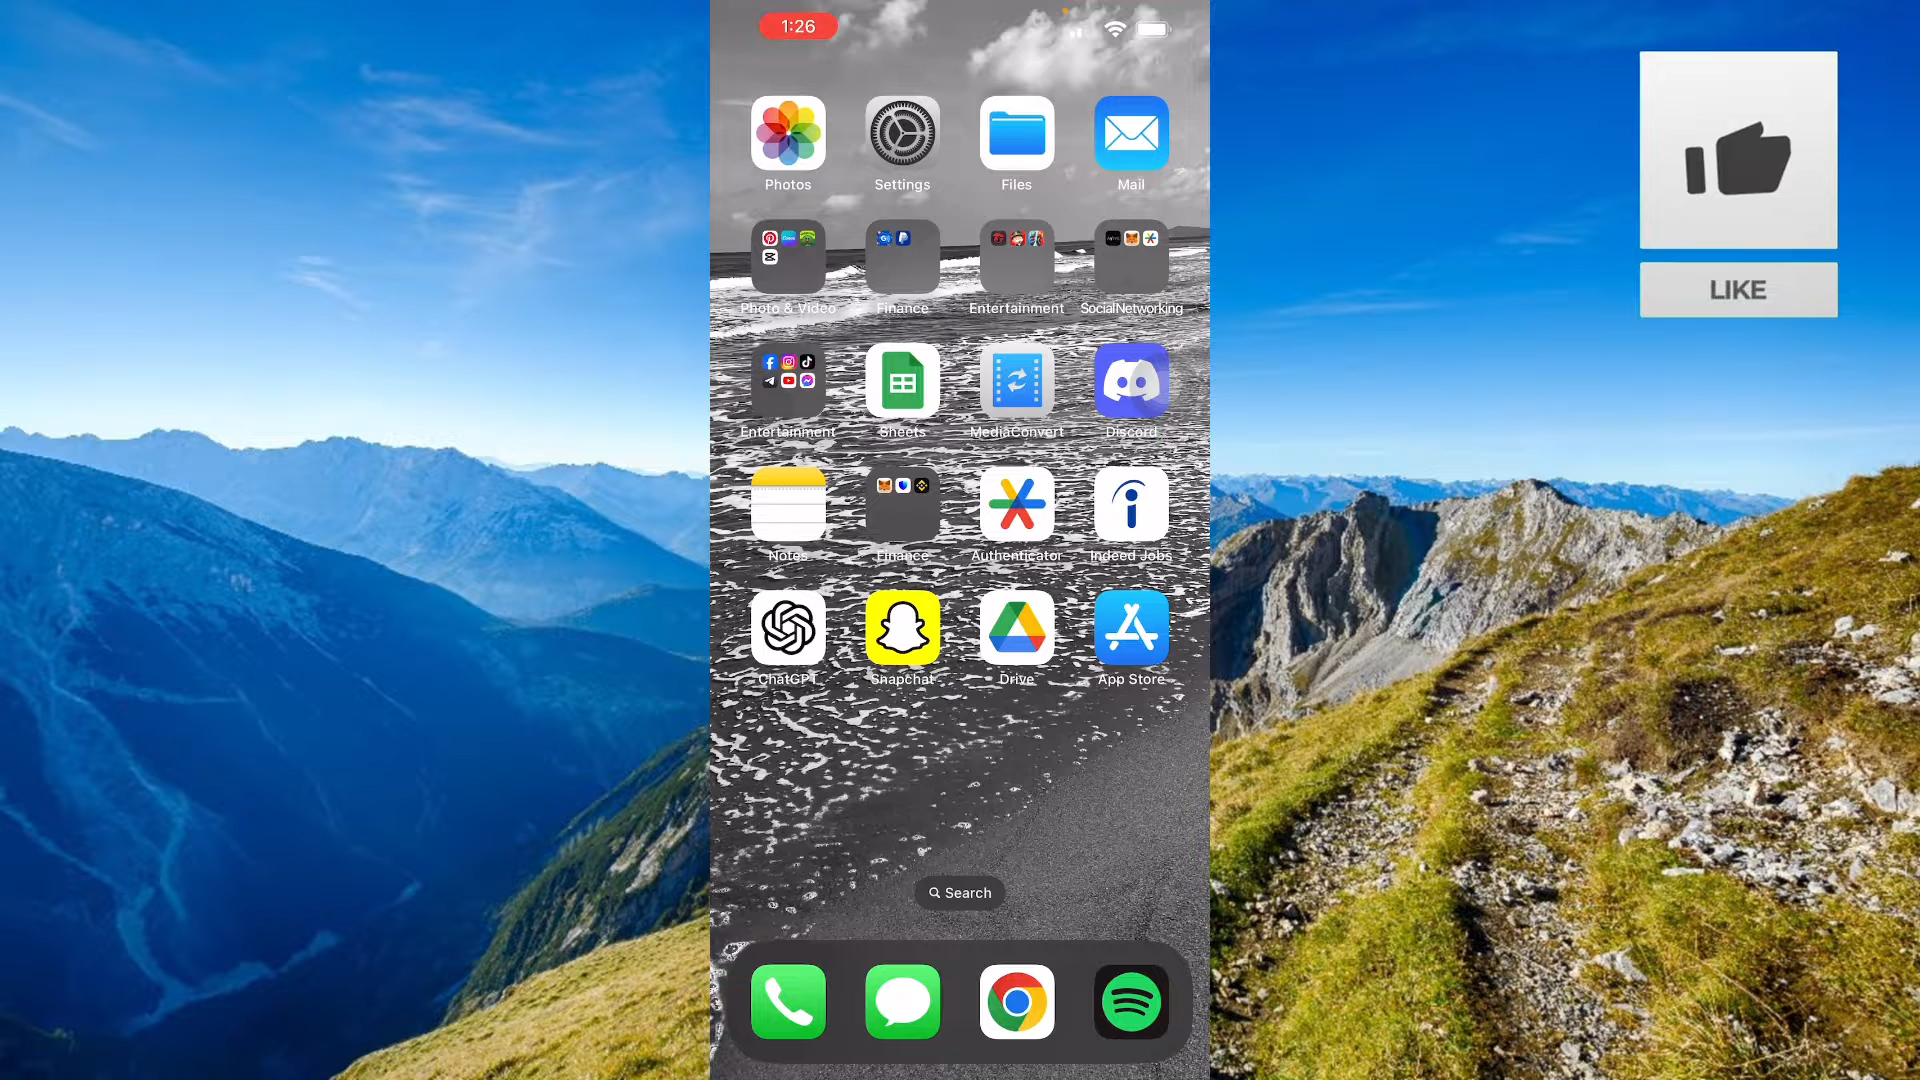 1:26
LIKE
Photos Settings Files Mail
Photo & Video Finance Entertainment SocialNetworking
Entertainment Sheets MediaConvert Discord
Notes Finance Authenticator Indeed Jobs
ChatGPT Snapchat Drive App Store
Search